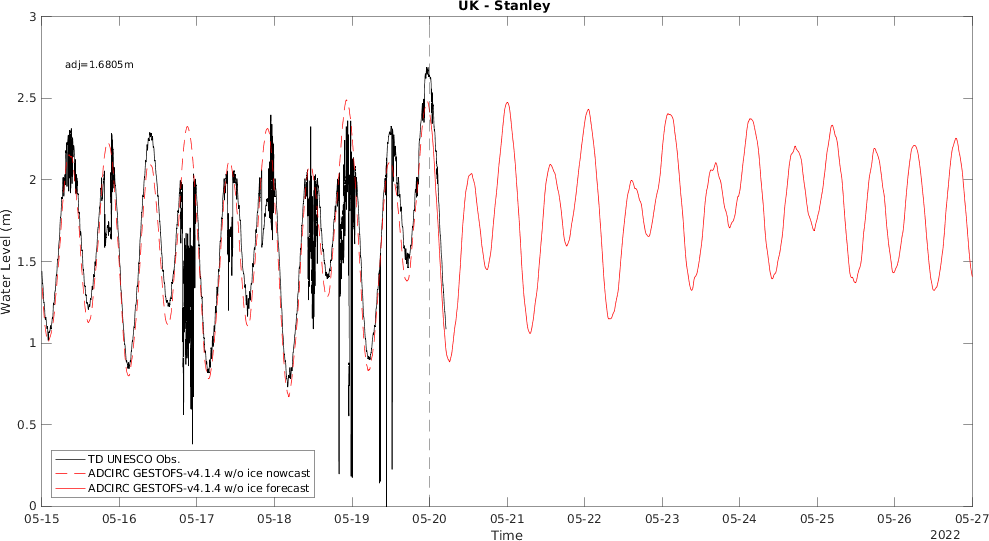 UK - Stanley
3
adj=1.6805m
2.5
2
1.5
1
0.5
0
Water Level (m)
TD UNESCO Obs.
ADCIRC GESTOFS-v4.1.4 w/o ice nowcast
ADCIRC GESTOFS-v4.1.4 w/o ice forecast
05-15 05-16 05-17 05-18 05-19 05-20 05-21 05-22 05-23 05-24 05-25 05-26 05-27
Time
2022